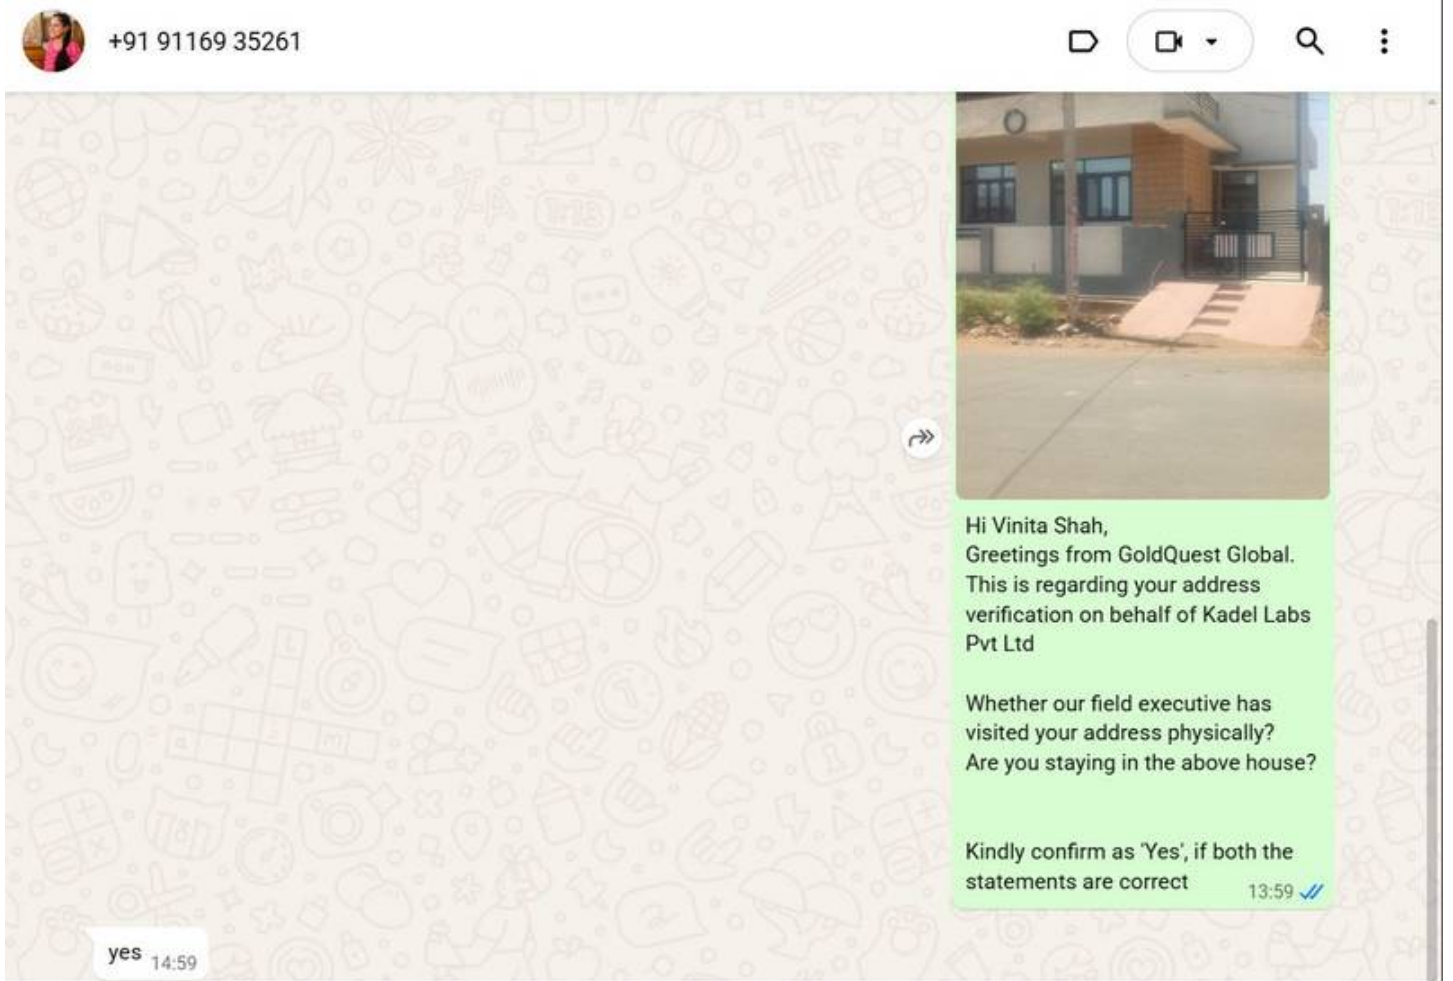 +91 91169 35261
Hi Vinita Shah,
Greetings from GoldQuest Global.
This is regarding your address
verification on behalf of Kadel Labs
Pvt Ltd
Whether our field executive has
visited your address physically?
Are you staying in the above house?
Kindly confirm as 'Yes', if both the
statements are correct
13:59
yes 14:59